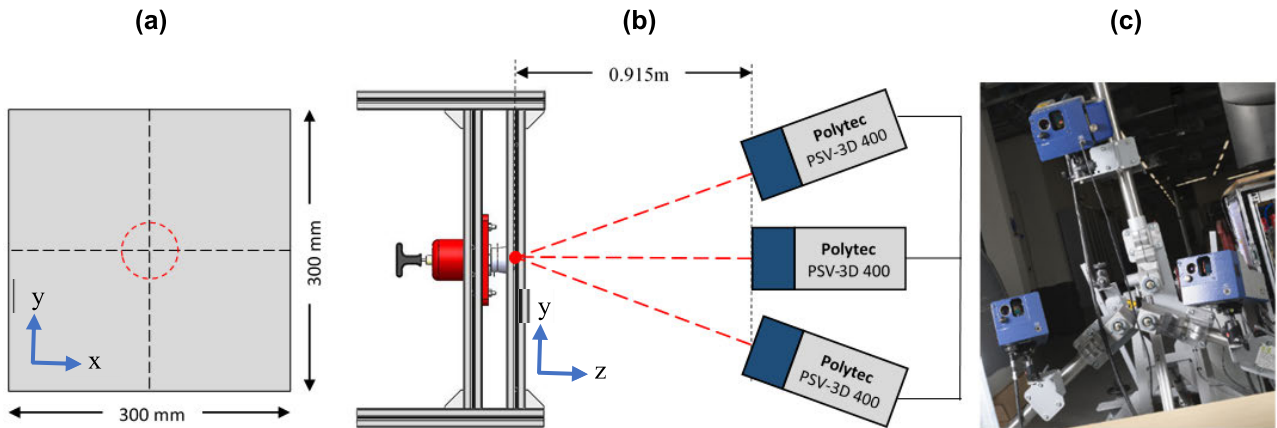 (a)
(b)
(c)
0.915m
Polytec
PSV-3D 400
300 mm
Polytec
PSV-3D 400
y
x
y
z
Polytec
PSV-3D 400
300 mm